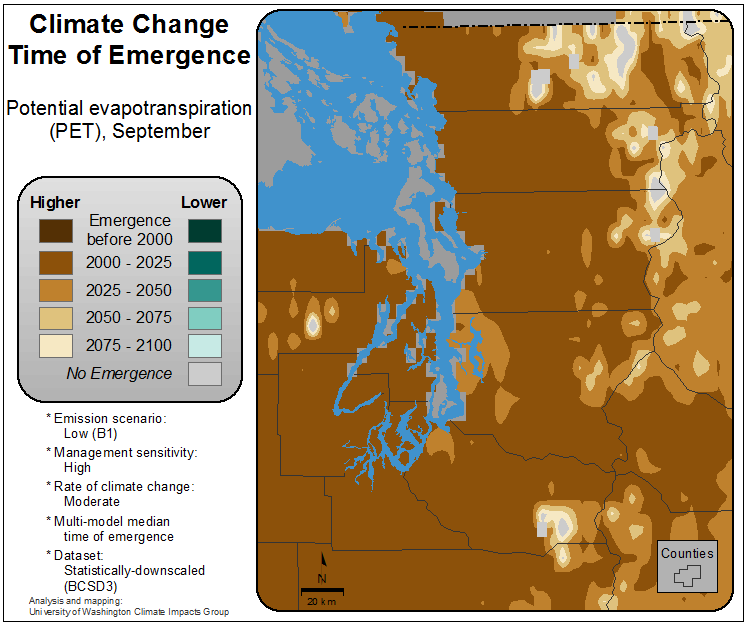 Climate Change
Time of Emergence
Potential evapotranspiration
(PET), September
Higher
Lower
Emergence
before 2000
2000 - 2025
2025 - 2050
2050 - 2075
2075 - 2100
No Emergence
* Emission scenario:
Low (B1)
* Management sensitivity:
High
* Rate of climate change:
Moderate
* Multi-model median
time of emergence
* Dataset:
Statistically-downscaled
(BCSD3)
Analysis and mapping:
University of Washington Climate Impacts Group
N
20 km
Counties